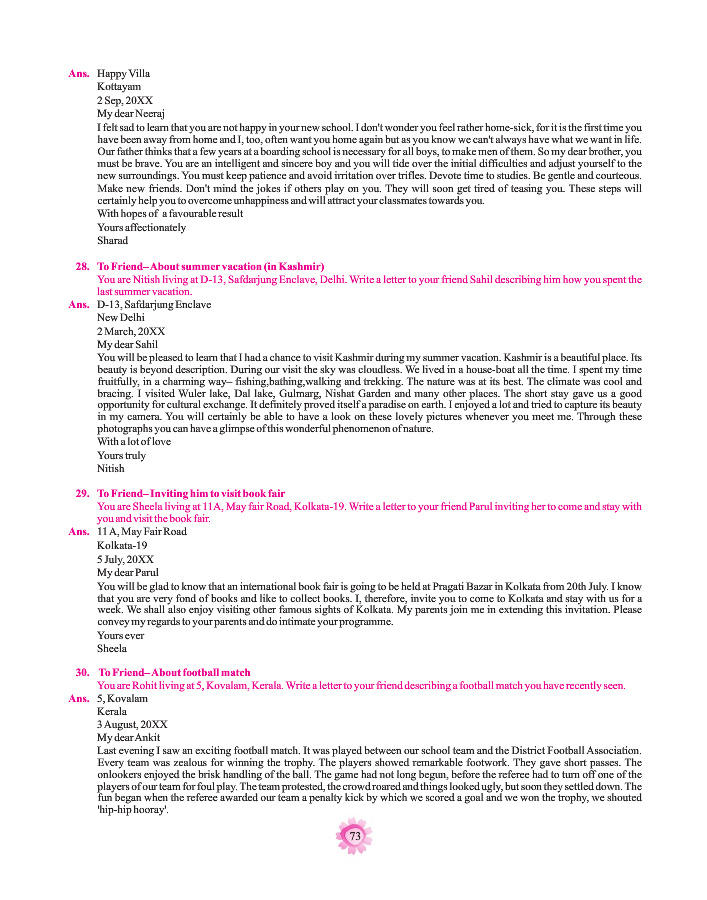 Ans. Happy Villa
Kottayam
2 Sep, 20XX
My dear Neeraj
I felt sad to learn that you are not happy in your new school. I don't wonder you feel rather home-sick, for it is the first time you
have been away from home and I, too, often want you home again but as you know we can't always have what we want in life.
Our father thinks that a few years at a boarding school is necessary for all boys, to make men of them. So my dear brother, you
must be brave. You are an intelligent and sincere boy and you will tide over the initial difficulties and adjust yourself to the
new surroundings. You must keep patience and avoid irritation over trifles. Devote time to studies. Be gentle and courteous.
Make new friends. Don't mind the jokes if others play on you. They will soon get tired of teasing you. These steps will
certainly help you to overcome unhappiness and will attract your classmates towards you.
With hopes of a favourable result
Yours affectionately
Sharad
28. To Friend–About summer vacation (in Kashmir)
You are Nitish living at D-13, Safdarjung Enclave, Delhi. Write a letter to your friend Sahil describing him how you spent the
last summer vacation.
Ans. D-13, Safdarjung Enclave
New Delhi
2 March, 20XX
My dear Sahil
You will be pleased to learn that I had a chance to visit Kashmir during my summer vacation. Kashmir is a beautiful place. Its
beauty is beyond description. During our visit the sky was cloudless. We lived in a house-boat all the time. I spent my time
fruitfully, in a charming way– fishing,bathing,walking and trekking. The nature was at its best. The climate was cool and
bracing. I visited Wuler lake, Dal lake, Gulmarg, Nishat Garden and many other places. The short stay gave us a good
opportunity for cultural exchange. It definitely proved itself a paradise on earth. I enjoyed a lot and tried to capture its beauty
in my camera. You will certainly be able to have a look on these lovely pictures whenever you meet me. Through these
photographs you can have a glimpse of this wonderful phenomenon of nature.
With a lot of love
Yours truly
Nitish
29. To Friend–Inviting him to visit book fair
You are Sheela living at 11A, May fair Road, Kolkata-19. Write a letter to your friend Parul inviting her to come and stay with
you and visit the book fair.
Ans. 11 A, May Fair Road
Kolkata-19
5 July, 20XX
My dear Parul
You will be glad to know that an international book fair is going to be held at Pragati Bazar in Kolkata from 20th July. I know
that you are very fond of books and like to collect books. I, therefore, invite you to come to Kolkata and stay with us for a
week. We shall also enjoy visiting other famous sights of Kolkata. My parents join me in extending this invitation. Please
convey my regards to your parents and do intimate your programme.
Yours ever
Sheela
30. To Friend–About football match
You are Rohit living at 5, Kovalam, Kerala. Write a letter to your friend describing a football match you have recently seen.
Ans. 5, Kovalam
Kerala
3 August, 20XX
My dear Ankit
Last evening I saw an exciting football match. It was played between our school team and the District Football Association.
Every team was zealous for winning the trophy. The players showed remarkable footwork. They gave short passes. The
onlookers enjoyed the brisk handling of the ball. The game had not long begun, before the referee had to turn off one of the
players of our team for foul play. The team protested, the crowd roared and things looked ugly, but soon they settled down. The
fun began when the referee awarded our team a penalty kick by which we scored a goal and we won the trophy, we shouted
'hip-hip hooray'.
73